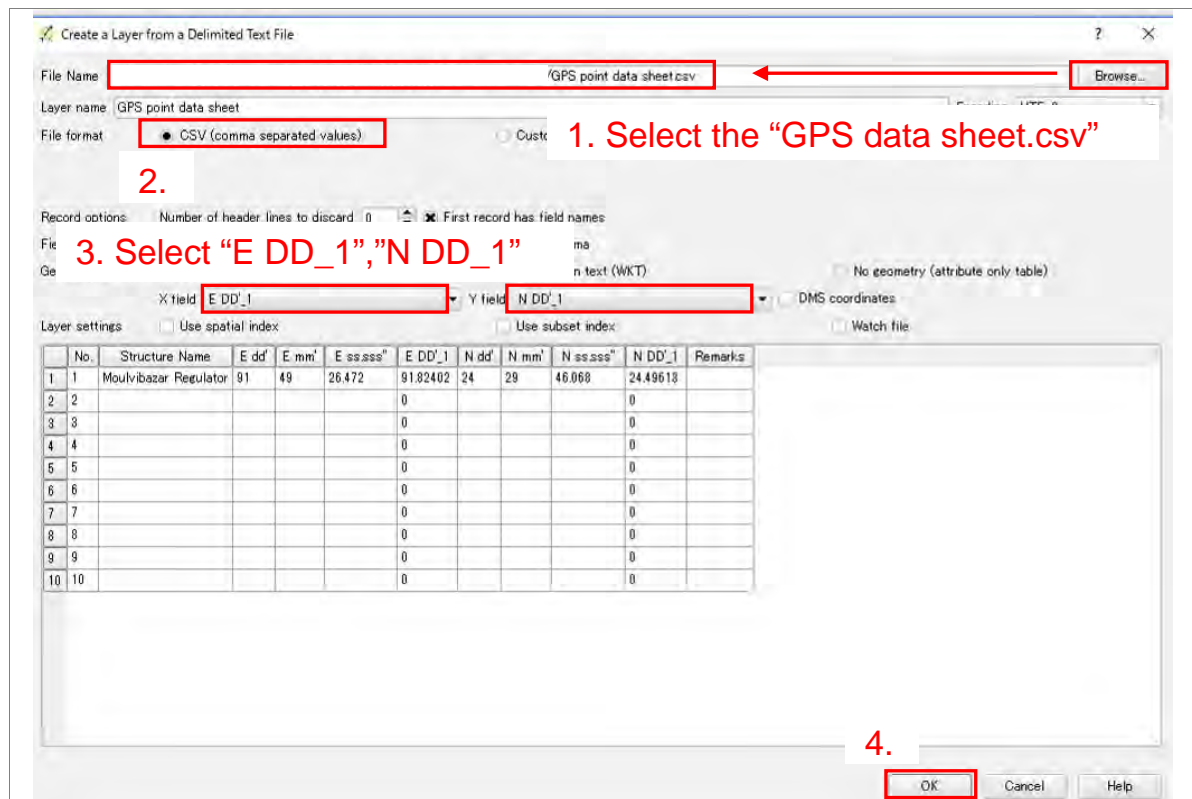 Create a Layer from a Delimited Text File ? ×
File Name /GPS point data sheet.csv Browse...
Layer name GPS point data sheet
File format CSV (comma separated values)
1. Select the “GPS data sheet.csv”
2.
Record options Number of header lines to discard 0 First record has field names
3. Select “E DD_1”,”N DD_1”
text (WKT) No geometry (attribute only table)
X field E DD'_1 Y field N DD'_1 DMS coordinates
Layer settings Use spatial index Use subset index Watch file
No. Structure Name E dd' E mm' E ss.sss" E DD'_1 N dd' N mm' N ss.sss" N DD'_1 Remarks
1 1 Moulvibazar Regulator 91 49 26.472 91.82402 24 29 46.068 24.49613
2 2 0 0
3 3 0 0
4 4 0 0
5 5 0 0
6 6 0 0
7 7 0 0
8 8 0 0
9 9 0 0
10 10 0 0
4.
OK Cancel Help